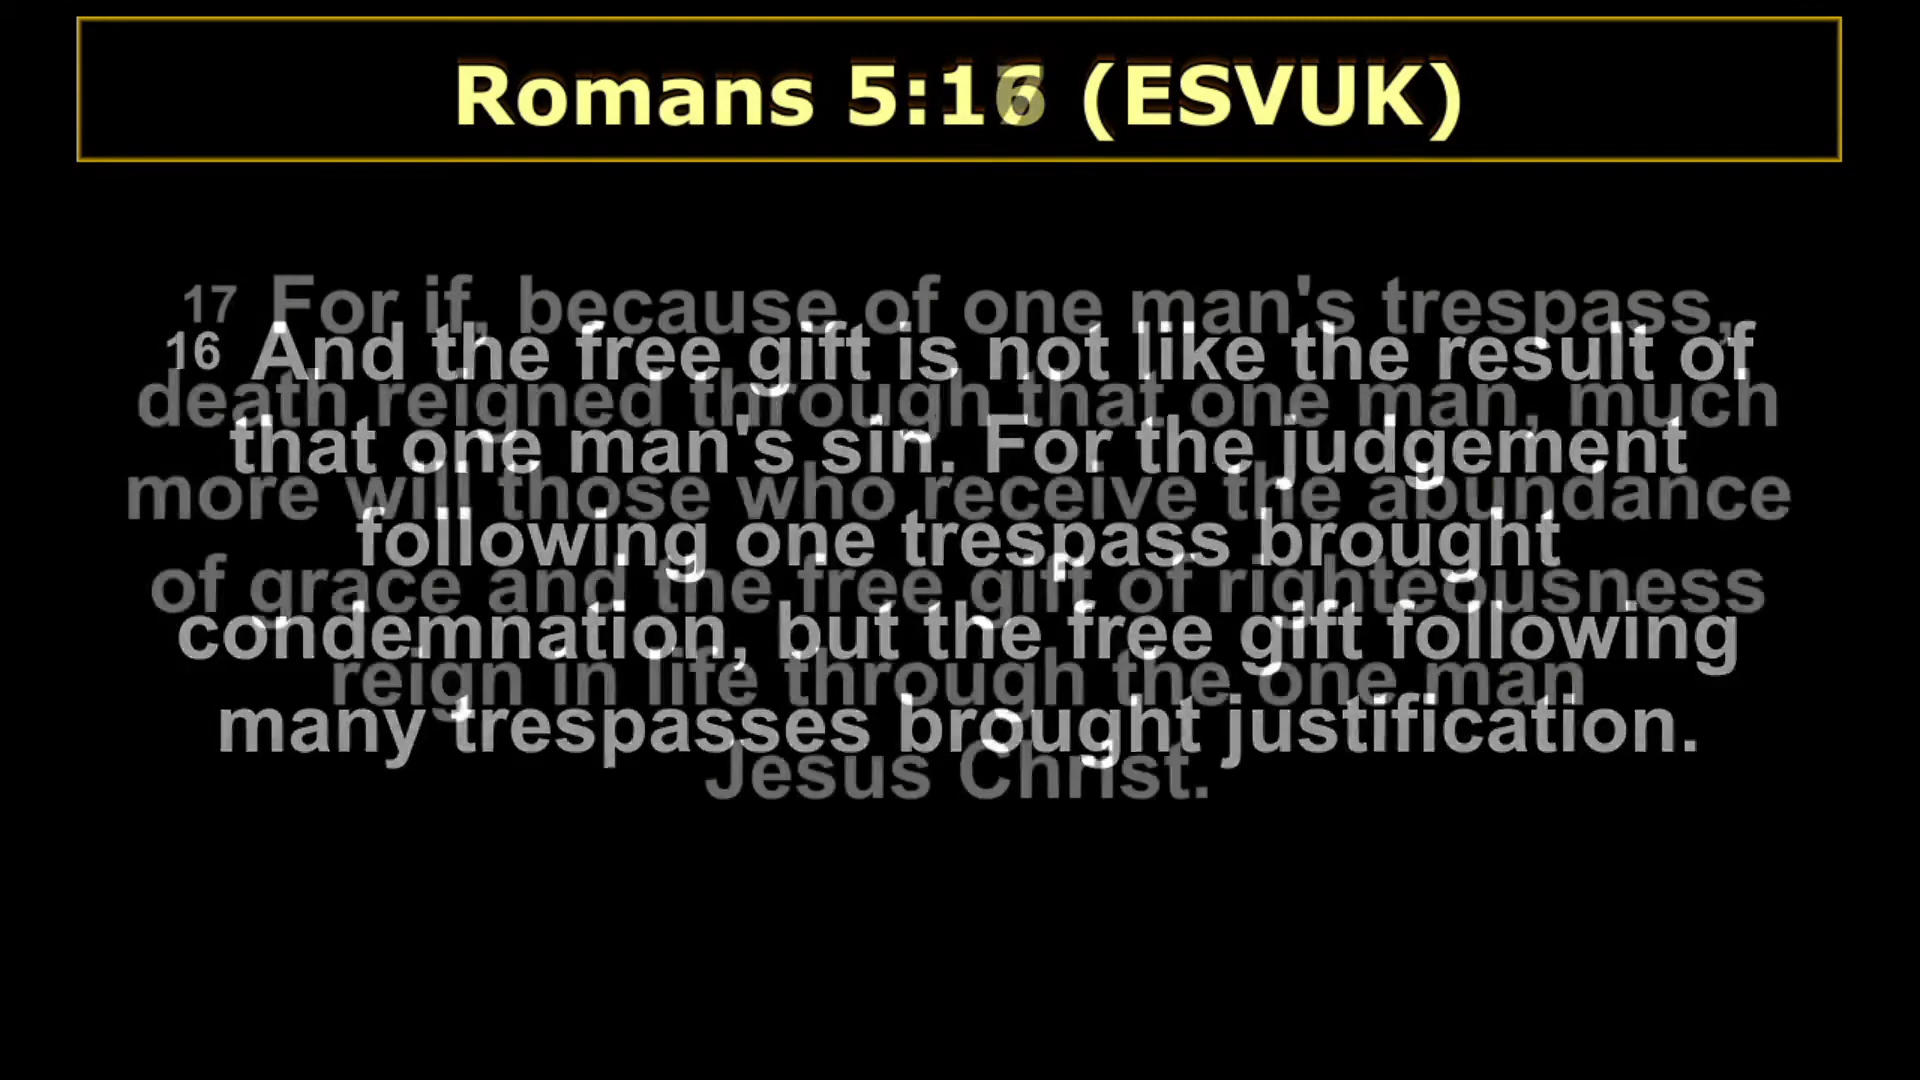 Romans 5:16 (ESVUK)
16 And the free gift is not like the result of
that one man's sin. For the judgement
following one trespass brought
condemnation, but the free gift following
many trespasses brought justification.
17 For if, because of one man's trespass,
death reigned through that one man, much
more will those who receive the abundance
of grace and the free gift of righteousness
reign in life through the one man
Jesus Christ.